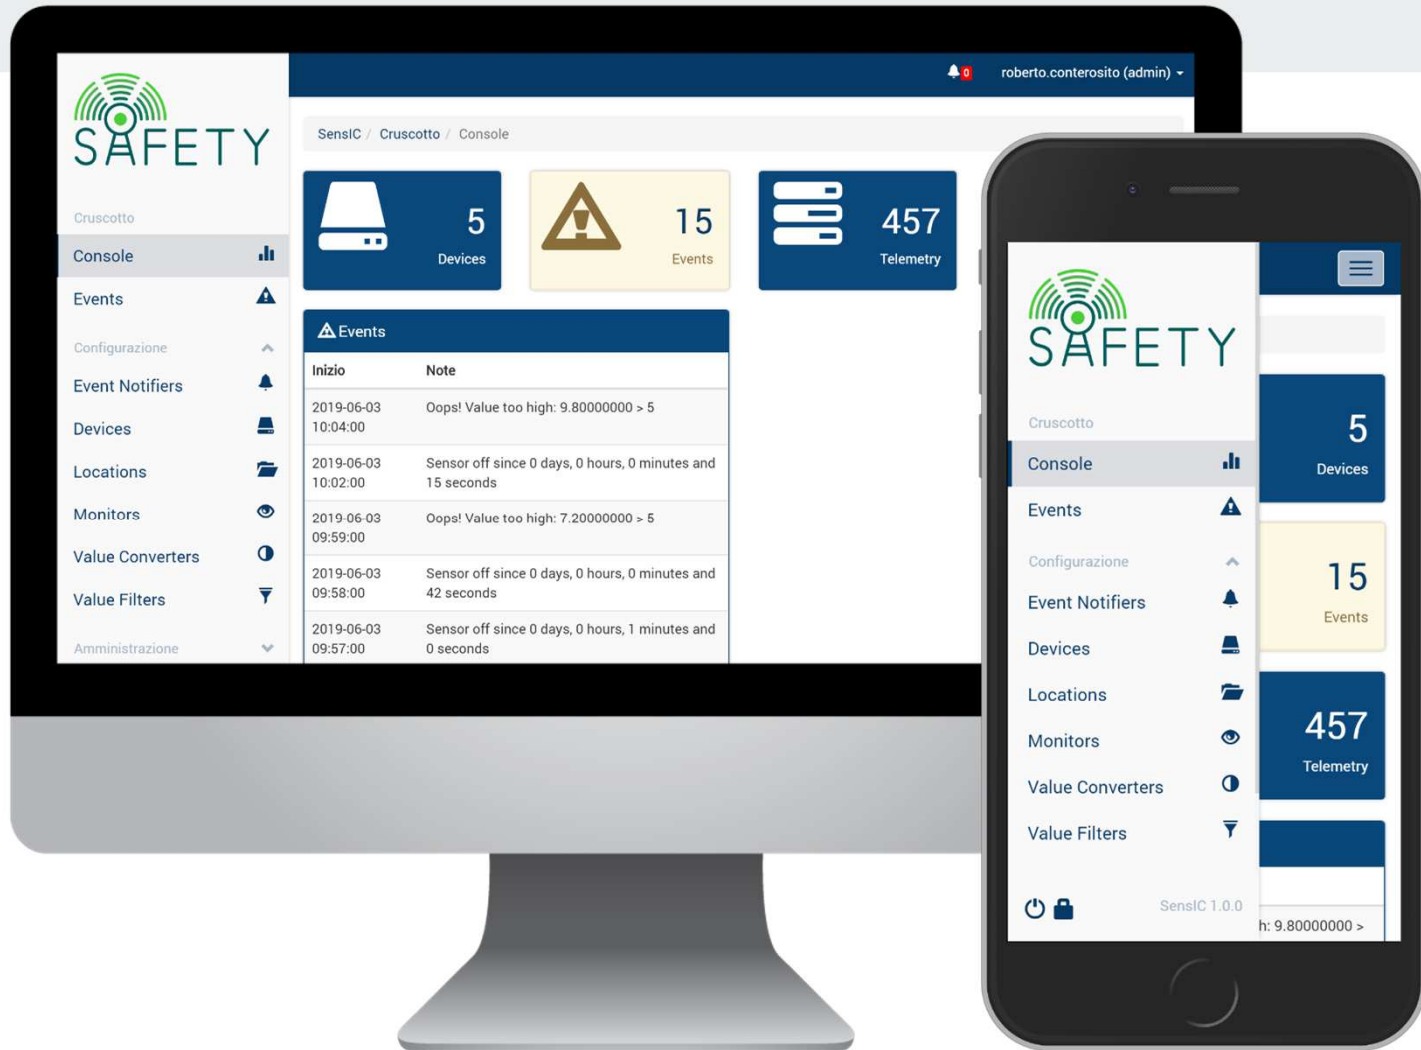 SAFETY
0
roberto.conterosito (admin)
SensIC / Cruscotto / Console
Cruscotto
Console
Events
Configurazione
Event Notifiers
Devices
Locations
Monitors
Value Converters
Value Filters
Amministrazione
5
Devices
15
Events
457
Telemetry
Events
Inizio Note
2019-06-03 Oops! Value too high: 9.80000000 > 5
10:04:00
2019-06-03 Sensor off since 0 days, 0 hours, 0 minutes and
10:02:00 15 seconds
2019-06-03 Oops! Value too high: 7.20000000 > 5
09:59:00
2019-06-03 Sensor off since 0 days, 0 hours, 0 minutes and
09:58:00 42 seconds
2019-06-03 Sensor off since 0 days, 0 hours, 1 minutes and
09:57:00 0 seconds
SAFETY
Cruscotto
Console
Events
Configurazione
Event Notifiers
Devices
Locations
Monitors
Value Converters
Value Filters
SensIC 1.0.0
5
Devices
15
Events
457
Telemetry
h: 9.80000000 >